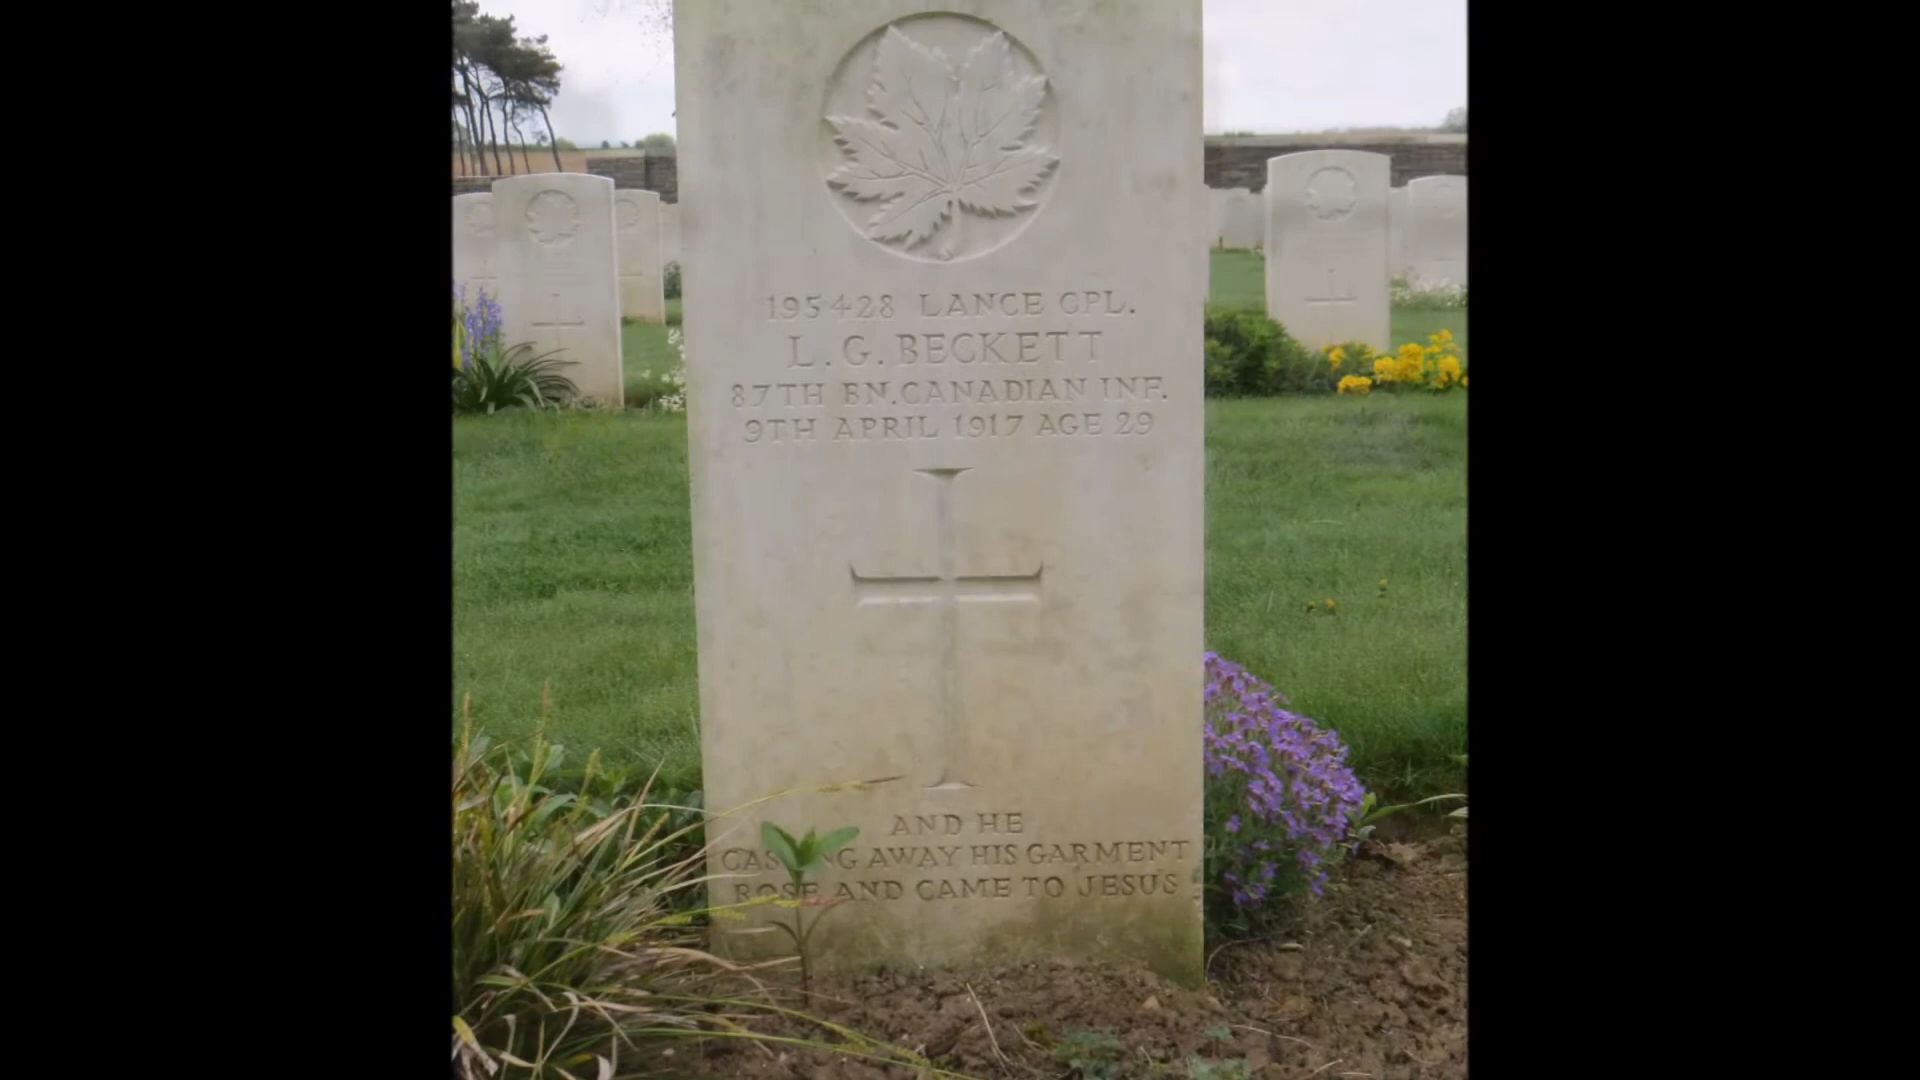 195428 LANCE CPL.
L. G. BECKETT
87TH BN. CANADIAN INF.
9TH APRIL 1917 AGE 29
AND HE
CASTING AWAY HIS GARMENT
ROSE AND CAME TO JESUS